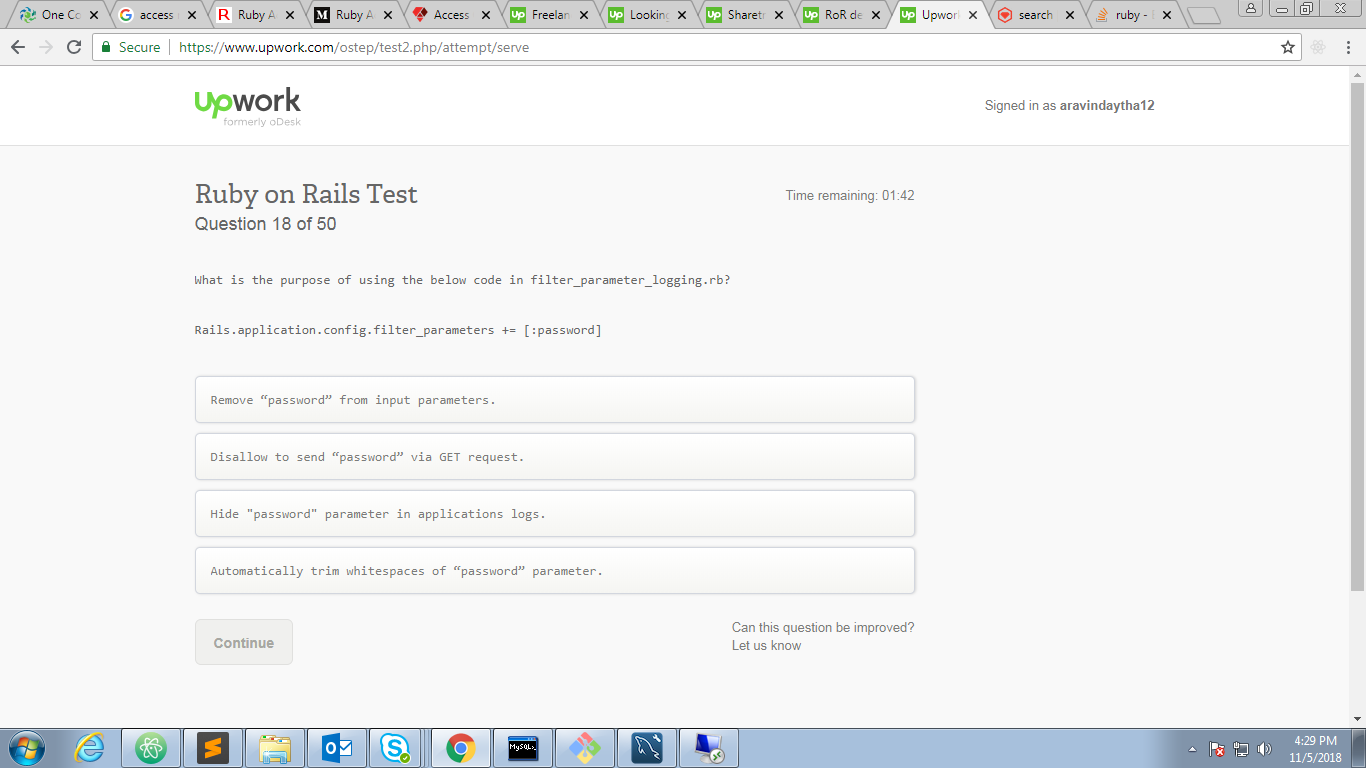 One Co
access
Ruby A
Ruby A
Access
Freelan
Looking
Sharetr
RoR de
Upwork
search
ruby -
Secure
https://www.upwork.com/ostep/test2.php/attempt/serve
upwork
formerly oDesk
Signed in as aravindaytha12
Ruby on Rails Test
Time remaining: 01:42
Question 18 of 50
What is the purpose of using the below code in filter_parameter_logging.rb?
Rails.application.config.filter_parameters += [:password]
Remove “password” from input parameters.
Disallow to send “password” via GET request.
Hide "password" parameter in applications logs.
Automatically trim whitespaces of “password” parameter.
Continue
Can this question be improved?
Let us know
MySQL
4:29 PM
11/5/2018